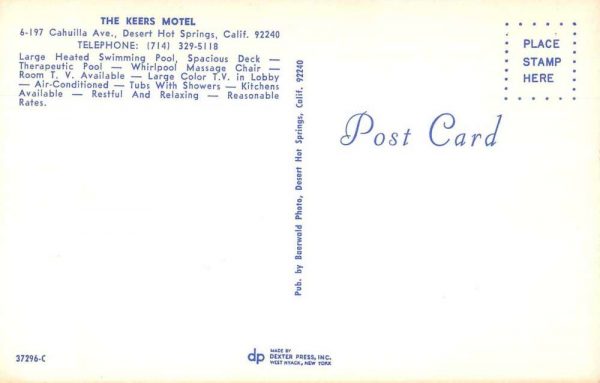 THE KEERS MOTEL
6-197 Cahuilla Ave., Desert Hot Springs, Calif. 92240
TELEPHONE: (714) 329-5118
Large Heated Swimming Pool, Spacious Deck —
Therapeutic Pool — Whirlpool Massage Chair —
Room T. V. Available — Large Color T.V. in Lobby
— Air-Conditioned — Tubs With Showers — Kitchens
Available — Restful And Relaxing — Reasonable
Rates.
Pub. by Baerwald Photo, Desert Hot Springs, Calif. 92240
PLACE
STAMP
HERE
Post Card
37296-C
dp
MADE BY
DEXTER PRESS, INC.
WEST NYACK, NEW YORK